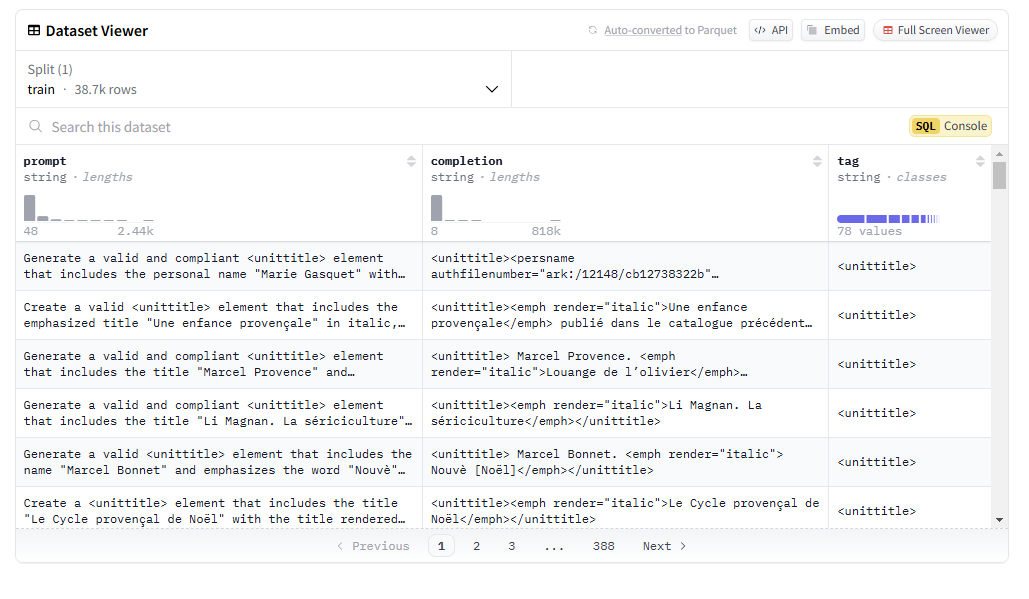 Dataset Viewer
Auto-converted to Parquet
API
Embed
Full Screen Viewer
Split (1)
train · 38.7k rows
Search this dataset
SQL Console
prompt
string · lengths
48 2.44k
completion
string · lengths
8 818k
tag
string · classes
78 values
Generate a valid and compliant <unittitle> element
that includes the personal name "Marie Gasquet" with…
<unittitle><persname
authfilenumber="ark:/12148/cb12738322b"…
<unittitle>
Create a valid <unittitle> element that includes the
emphasized title "Une enfance provençale" in italic,…
<unittitle><emph render="italic">Une enfance
provençale</emph> publié dans le catalogue précédent…
<unittitle>
Generate a valid and compliant <unittitle> element
that includes the title "Marcel Provence" and…
<unittitle> Marcel Provence. <emph
render="italic">Louange de l’olivier</emph>…
<unittitle>
Generate a valid and compliant <unittitle> element
that includes the title "Li Magnan. La sériciculture"…
<unittitle><emph render="italic">Li Magnan. La
sériciculture</emph></unittitle>
<unittitle>
Generate a valid <unittitle> element that includes the
name "Marcel Bonnet" and emphasizes the word "Nouvè"…
<unittitle> Marcel Bonnet. <emph render="italic">
Nouvè [Noël]</emph></unittitle>
<unittitle>
Create a <unittitle> element that includes the title
"Le Cycle provençal de Noël" with the title rendered…
<unittitle><emph render="italic">Le Cycle provençal de
Noël</emph></unittitle>
<unittitle>
Previous 1 2 3 ... 388 Next